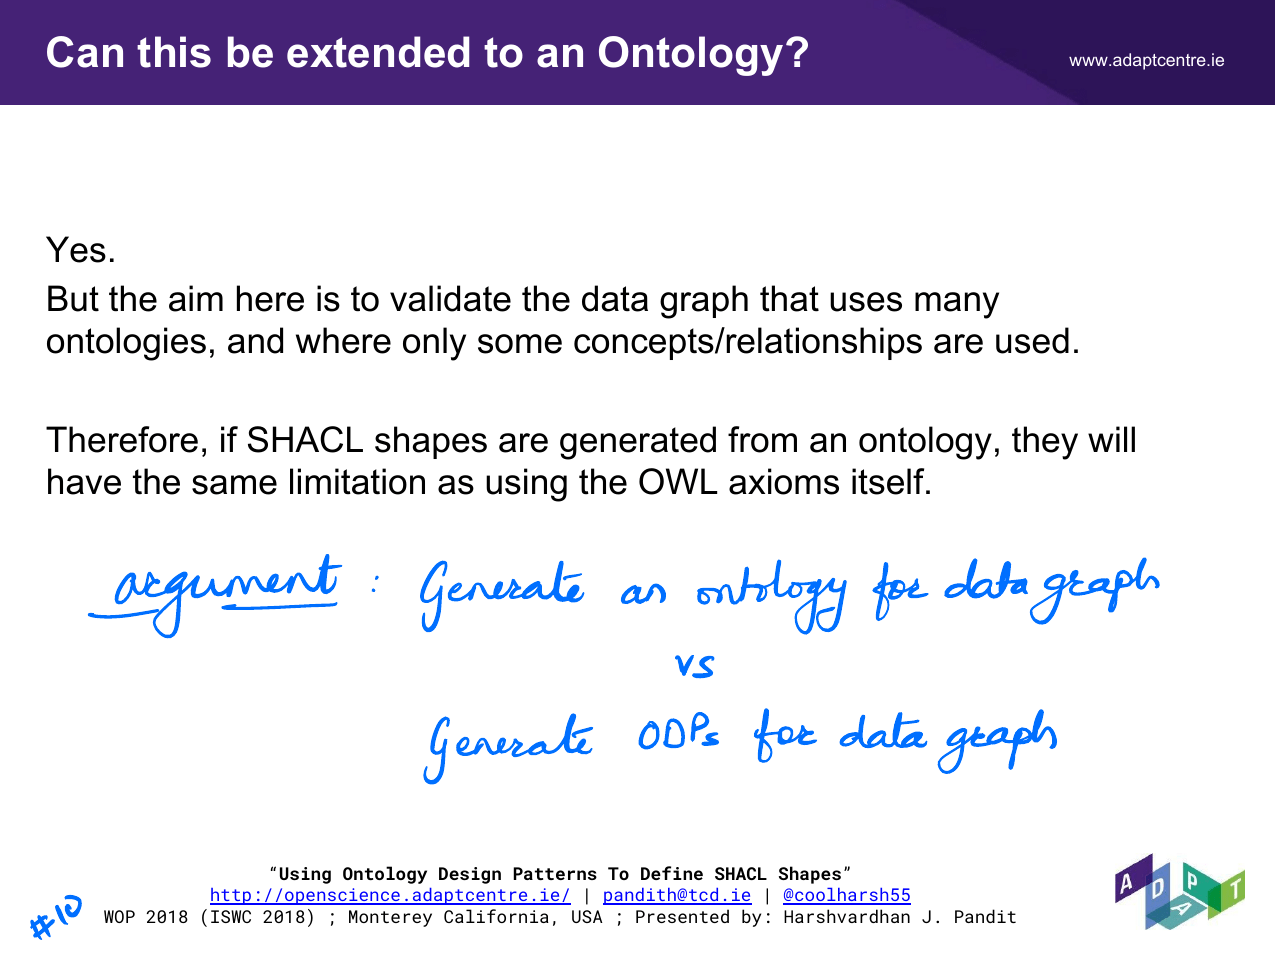 Can this be extended to an Ontology?
www.adaptcentre.ie
Yes.
But the aim here is to validate the data graph that uses many
ontologies, and where only some concepts/relationships are used.
Therefore, if SHACL shapes are generated from an ontology, they will
have the same limitation as using the OWL axioms itself.
argument : Generate an ontology for data graph
vs
Generate ODPs for data graph
“Using Ontology Design Patterns To Define SHACL Shapes”
http://openscience.adaptcentre.ie/ | pandith@tcd.ie | @coolharsh55
WOP 2018 (ISWC 2018) ; Monterey California, USA ; Presented by: Harshvardhan J. Pandit
#10
ADAPT